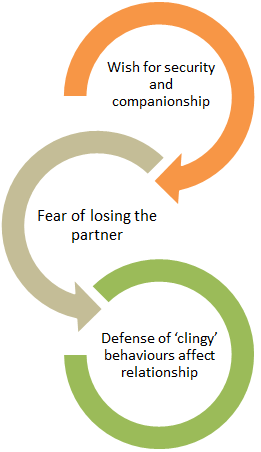 Wish for security
and
companionship
Fear of losing the
partner
Defense of ‘clingy’
behaviours affect
relationship